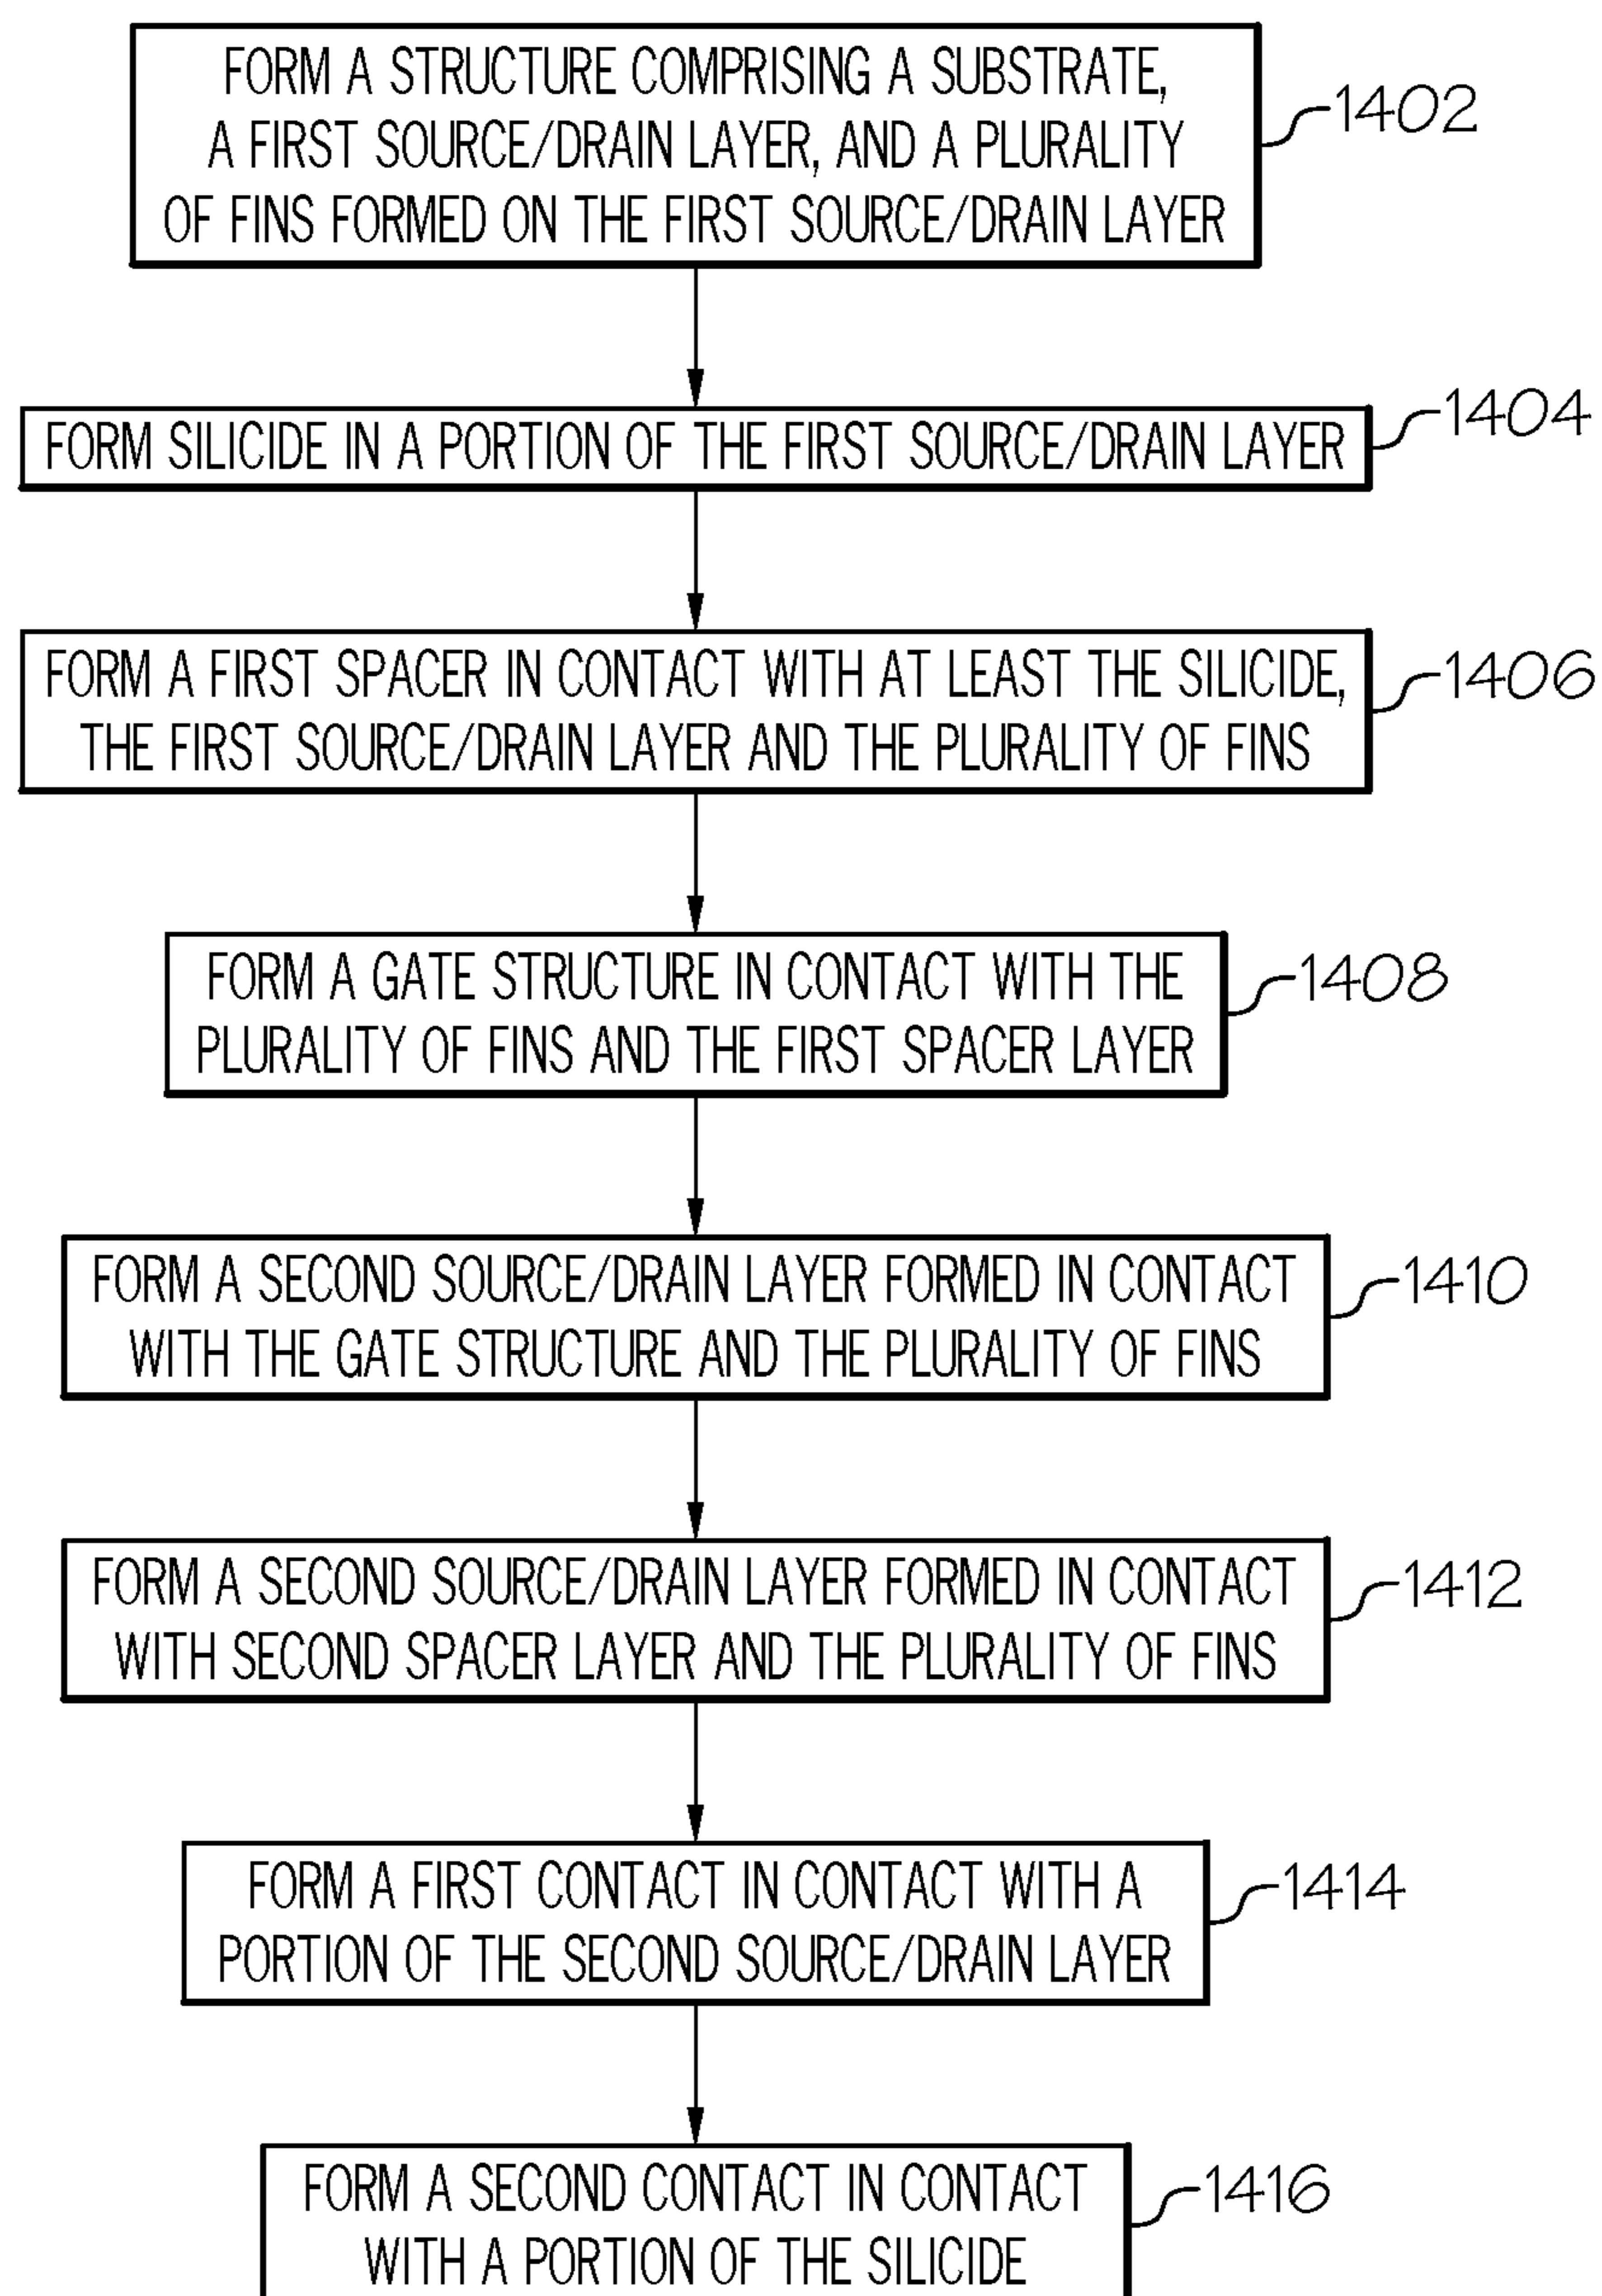 FORM A STRUCTURE COMPRISING A SUBSTRATE,
A FIRST SOURCE/DRAIN LAYER, AND A PLURALITY
OF FINS FORMED ON THE FIRST SOURCE/DRAIN LAYER
1402
FORM SILICIDE IN A PORTION OF THE FIRST SOURCE/DRAIN LAYER
1404
FORM A FIRST SPACER IN CONTACT WITH AT LEAST THE SILICIDE,
THE FIRST SOURCE/DRAIN LAYER AND THE PLURALITY OF FINS
1406
FORM A GATE STRUCTURE IN CONTACT WITH THE
PLURALITY OF FINS AND THE FIRST SPACER LAYER
1408
FORM A SECOND SOURCE/DRAIN LAYER FORMED IN CONTACT
WITH THE GATE STRUCTURE AND THE PLURALITY OF FINS
1410
FORM A SECOND SOURCE/DRAIN LAYER FORMED IN CONTACT
WITH SECOND SPACER LAYER AND THE PLURALITY OF FINS
1412
FORM A FIRST CONTACT IN CONTACT WITH A
PORTION OF THE SECOND SOURCE/DRAIN LAYER
1414
FORM A SECOND CONTACT IN CONTACT
WITH A PORTION OF THE SILICIDE
1416